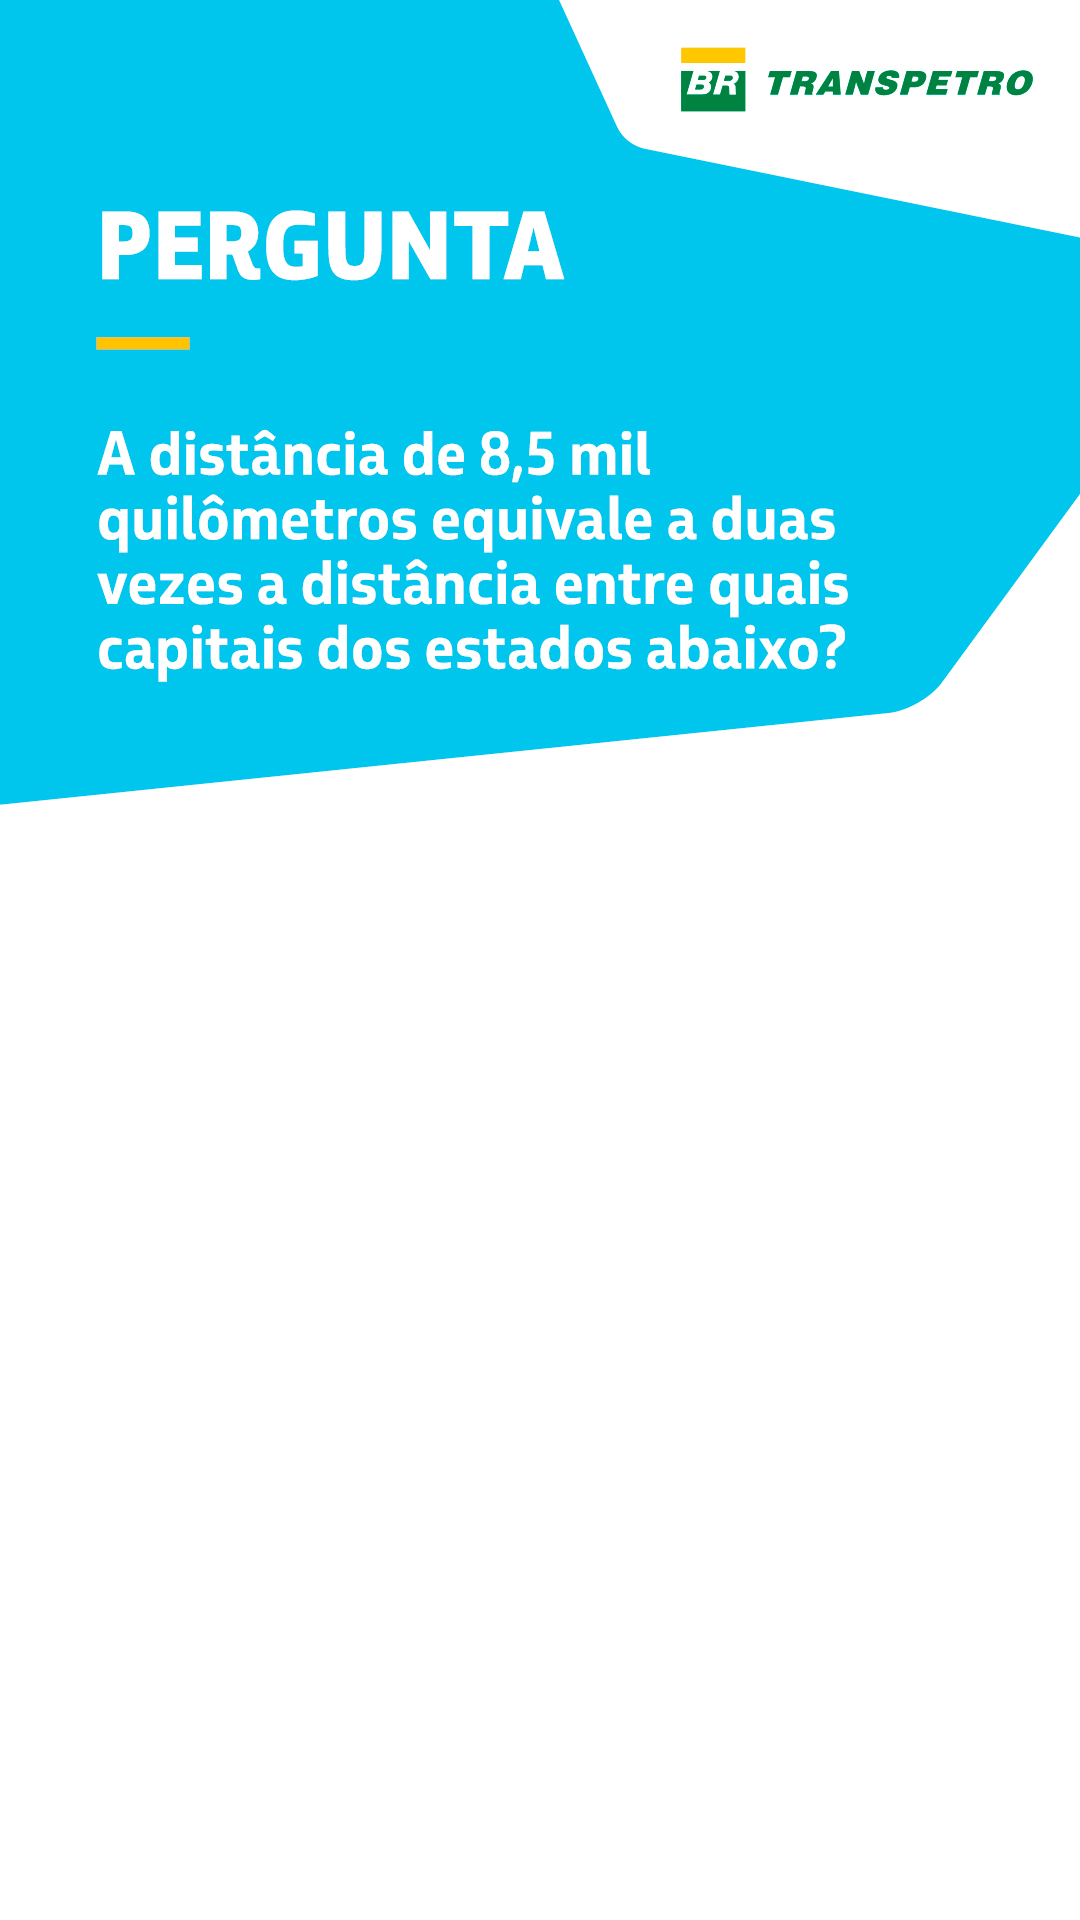 BR TRANSPETRO
PERGUNTA
A distância de 8,5 mil
quilômetros equivale a duas
vezes a distância entre quais
capitais dos estados abaixo?